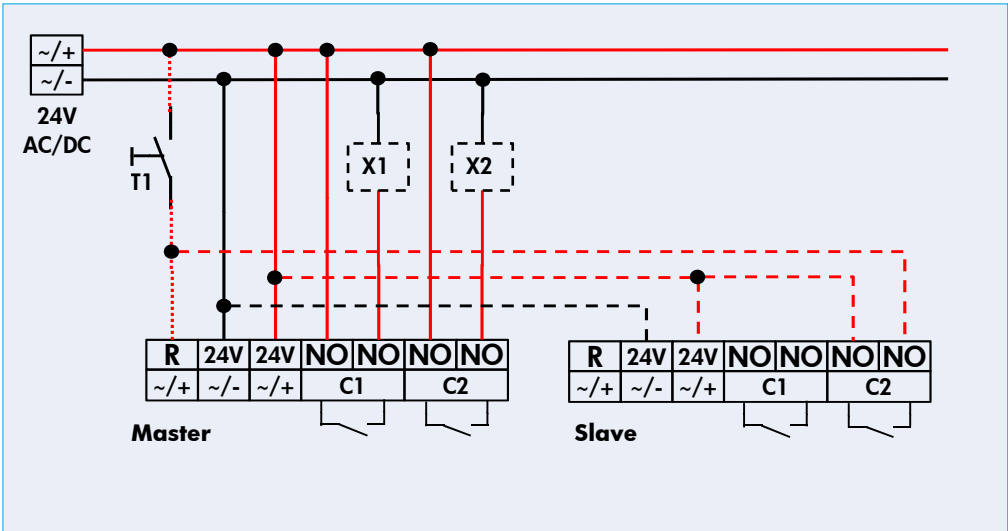 ~/+
~/-
24V
AC/DC
T1
X1
X2
R 24V 24V NO NO NO NO
~/+ ~/- ~/+ C1 C2
Master
R 24V 24V NO NO NO NO
~/+ ~/- ~/+ C1 C2
Slave